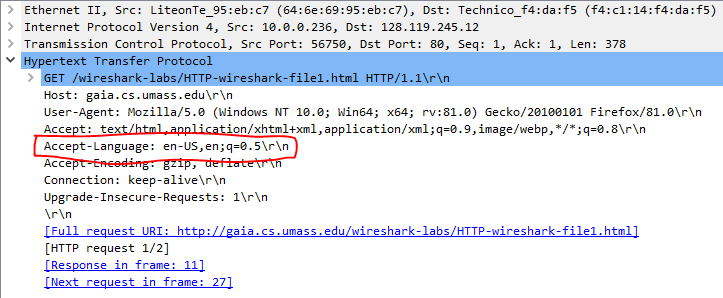 Ethernet II, Src: LiteonTe_95:eb:c7 (64:6e:69:95:eb:c7), Dst: Technico_f4:da:f5 (f4:c1:14:f4:da:f5)
Internet Protocol Version 4, Src: 10.0.0.236, Dst: 128.119.245.12
Transmission Control Protocol, Src Port: 56750, Dst Port: 80, Seq: 1, Ack: 1, Len: 378
Hypertext Transfer Protocol
GET /wireshark-labs/HTTP-wireshark-file1.html HTTP/1.1\r\n
Host: gaia.cs.umass.edu\r\n
User-Agent: Mozilla/5.0 (Windows NT 10.0; Win64; x64; rv:81.0) Gecko/20100101 Firefox/81.0\r\n
Accept: text/html,application/xhtml+xml,application/xml;q=0.9,image/webp,*/*;q=0.8\r\n
Accept-Language: en-US,en;q=0.5\r\n
Accept-Encoding: gzip, deflate\r\n
Connection: keep-alive\r\n
Upgrade-Insecure-Requests: 1\r\n
\r\n
[Full request URI: http://gaia.cs.umass.edu/wireshark-labs/HTTP-wireshark-file1.html]
[HTTP request 1/2]
[Response in frame: 11]
[Next request in frame: 27]